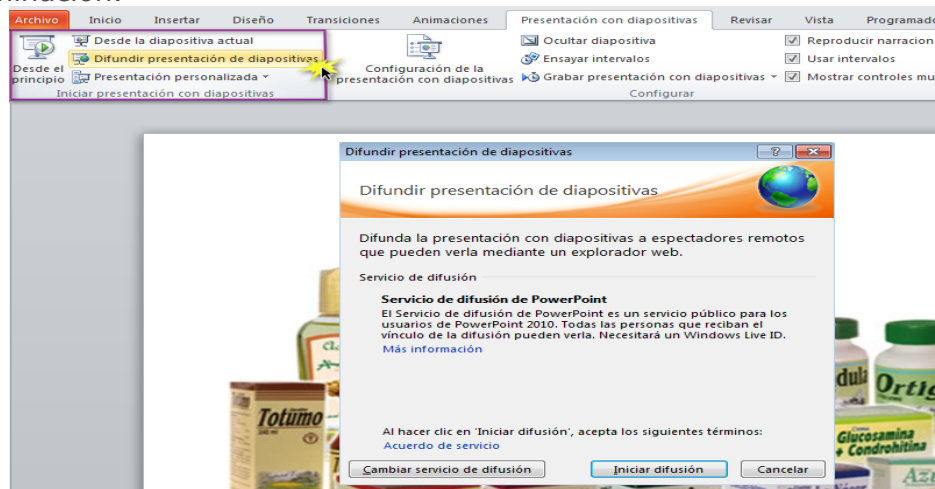 Archivo Inicio Insertar Diseño Transiciones Animaciones Presentación con diapositivas Revisar Vista
Desde el principio
Desde la diapositiva actual
Difundir presentación de diapositivas
Presentación personalizada
Iniciar presentación con diapositivas
Configuración de la
presentación con diapositivas
Ocultar diapositiva
Ensayar intervalos
Grabar presentación con diapositivas
Reproducir narracion
Usar intervalos
Mostrar controles mu
Configurar
Difundir presentación de diapositivas
Difundir presentación de diapositivas
Difunda la presentación con diapositivas a espectadores remotos
que pueden verla mediante un explorador web.
Servicio de difusión
Servicio de difusión de PowerPoint
El Servicio de difusión de PowerPoint es un servicio público para los
usuarios de PowerPoint 2010. Todas las personas que reciban el
vínculo de la difusión pueden verla. Necesitará un Windows Live ID.
Más información
Al hacer clic en 'Iniciar difusión', acepta los siguientes términos:
Acuerdo de servicio
Cambiar servicio de difusión Iniciar difusión Cancelar
Totumo
Glucosamina
+ Condrohitina